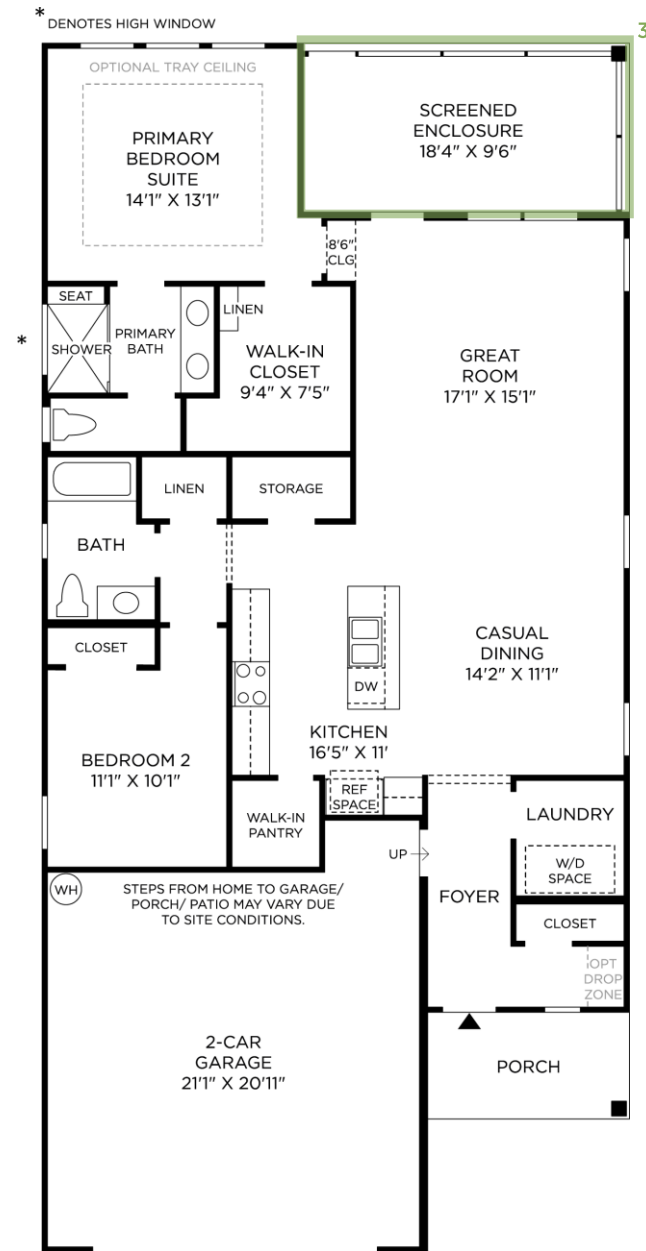 * DENOTES HIGH WINDOW
3
OPTIONAL TRAY CEILING
PRIMARY
BEDROOM
SUITE
14'1" X 13'1"
SCREENED
ENCLOSURE
18'4" X 9'6"
8'6"
CLG
SEAT
SHOWER
*
PRIMARY
BATH
LINEN
WALK-IN
CLOSET
9'4" X 7'5"
GREAT
ROOM
17'1" X 15'1"
LINEN
STORAGE
BATH
CLOSET
CASUAL
DINING
14'2" X 11'1"
DW
KITCHEN
16'5" X 11'
BEDROOM 2
11'1" X 10'1"
REF
SPACE
WALK-IN
PANTRY
LAUNDRY
W/D
SPACE
UP
FOYER
CLOSET
OPT
DROP
ZONE
WH
STEPS FROM HOME TO GARAGE/
PORCH/ PATIO MAY VARY DUE
TO SITE CONDITIONS.
2-CAR
GARAGE
21'1" X 20'11"
PORCH